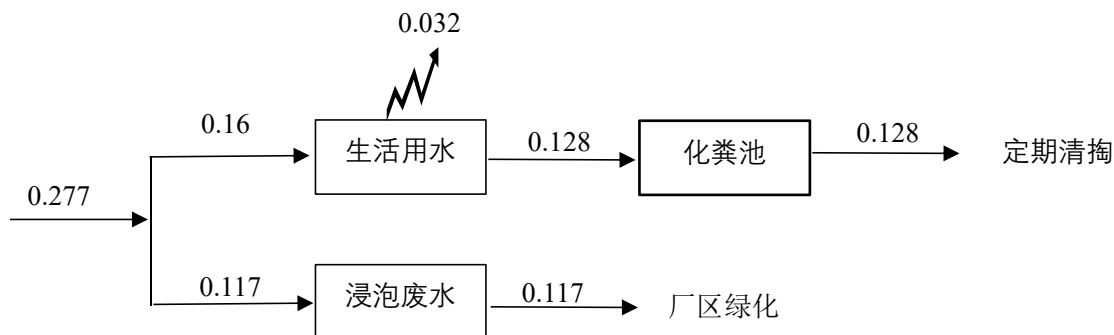 0.032
0.16
生活用水
0.128
化粪池
0.128
定期清掏
0.277
0.117
浸泡废水
0.117
厂区绿化